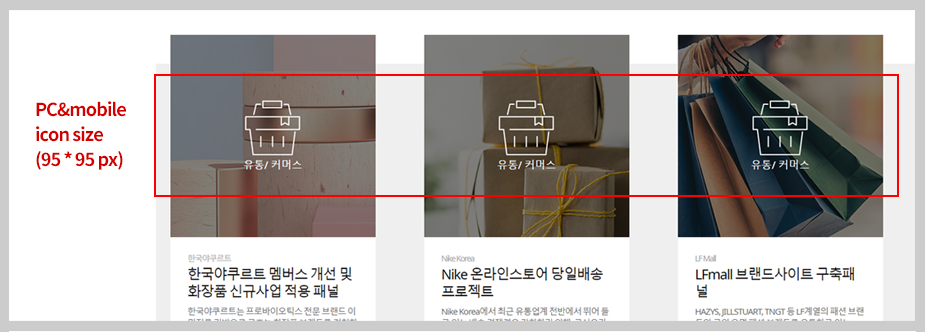 PC&mobile
icon size
(95 * 95 px)
유통/ 커머스
유통/ 커머스
유통/ 커머스
한국야쿠르트
한국야쿠르트 멤버스 개선 및
화장품 신규사업 적용 패널
한국야쿠르트는 프로바이오틱스 전문 브랜드 이
Nike Korea
Nike 온라인스토어 당일배송
프로젝트
Nike Korea에서 최근 유통업계 전반에서 뛰어 들
LF Mall
LFmall 브랜드사이트 구축패
널
HAZYS, JILLSTUART, TNGT 등 LF계열의 패션 브랜